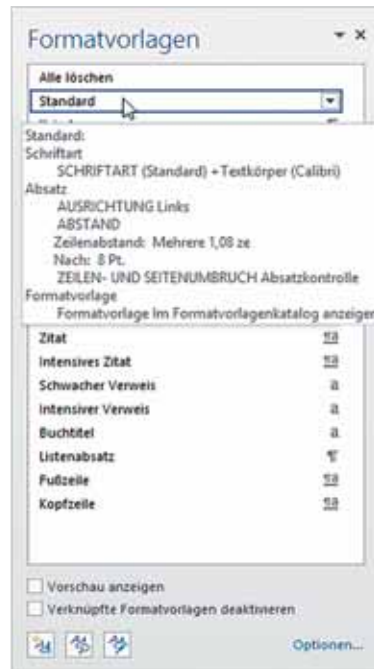 Formatvorlagen
Alle löschen
Standard
Standard:
Schriftart
SCHRIFTART (Standard) + Textkörper (Calibri)
Absatz
AUSRICHTUNG Links
ABSTAND
Zeilenabstand: Mehrere 1,08 ze
Nach: 8 Pt.
ZEILEN- UND SEITENUMBRUCH Absatzkontrolle
Formatvorlage
Formatvorlage Im Formatvorlagenkatalog anzeigen
Zitat ¶a
Intensives Zitat ¶a
Schwacher Verweis a
Intensiver Verweis a
Buchtitel a
Listenabsatz ¶
Fußzeile ¶a
Kopfzeile ¶a
Vorschau anzeigen
Verknüpfte Formatvorlagen deaktivieren
Optionen...